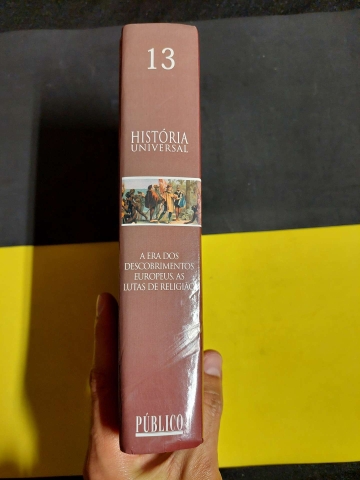 13
HISTÓRIA
UNIVERSAL
A ERA DOS
DESCOBRIMENTOS
EUROPEUS, AS
LUTAS DE RELIGIÃO
PÚBLICO